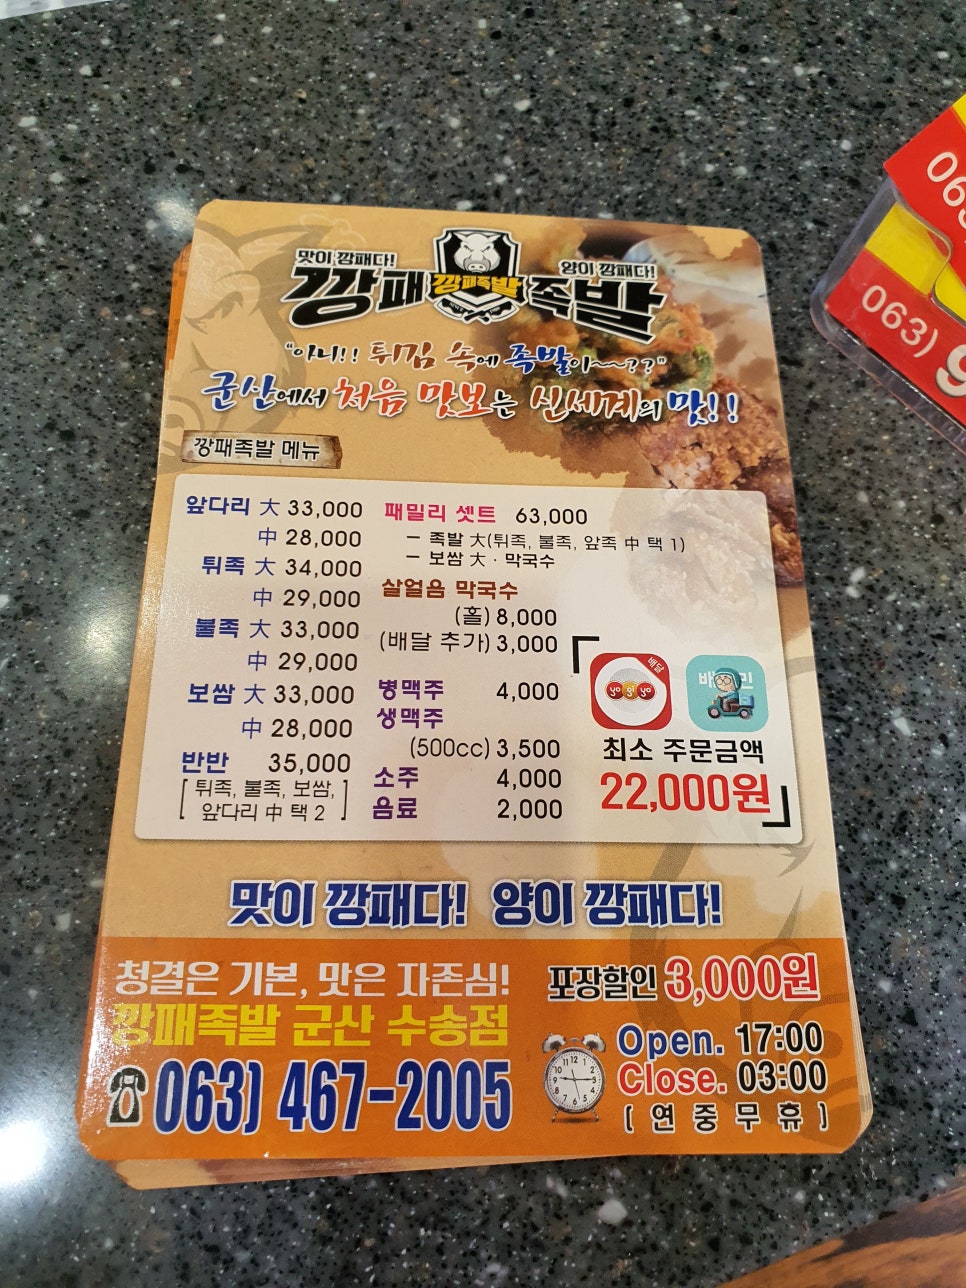 맛이 깡패다!
양이 깡패다!
깡패 깡패족발 족발
"아니!! 튀김 속에 족발이~~??"
군산에서 처음 맛보는 신세계의 맛!!
깡패족발 메뉴
앞다리 大 33,000
中 28,000
튀족 大 34,000
中 29,000
불족 大 33,000
中 29,000
보쌈 大 33,000
中 28,000
반반 35,000
[튀족, 불족, 보쌈,
앞다리 中 택 2]
패밀리 셋트 63,000
- 족발 大(튀족, 불족, 앞족 中 택 1)
- 보쌈 大 · 막국수
살얼음 막국수
(홀) 8,000
(배달 추가) 3,000
병맥주 4,000
생맥주
(500cc) 3,500
소주 4,000
음료 2,000
배달
yo gi yo
배 민
최소 주문금액
22,000원
맛이 깡패다! 양이 깡패다!
청결은 기본, 맛은 자존심!
깡패족발 군산 수송점
063) 467-2005
포장할인 3,000원
Open. 17:00
Close. 03:00
[연중무휴]
063)
063) 9